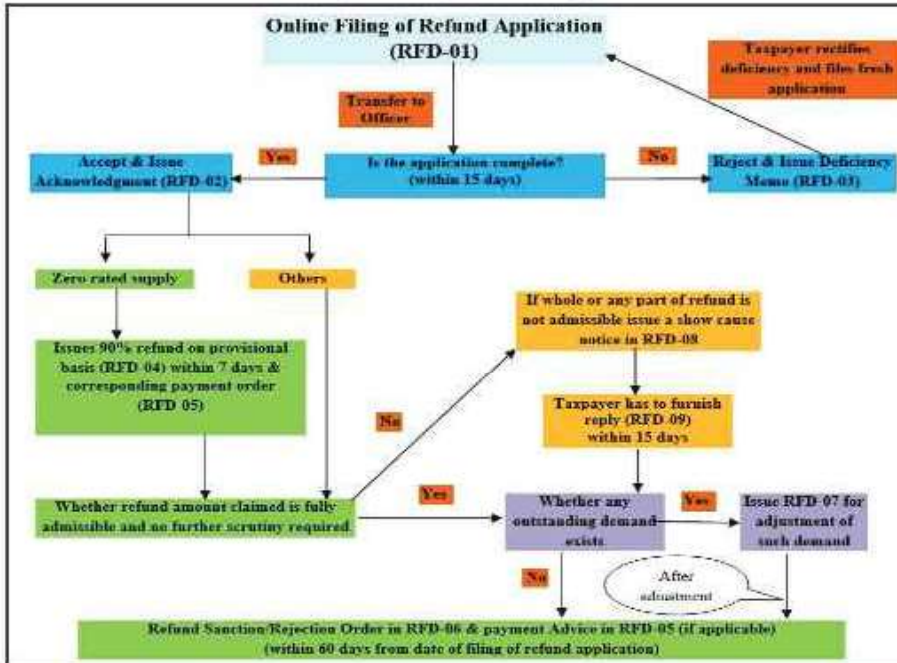 Online Filing of Refund Application
(RFD-01)
Taxpayer rectifies
deficiency and files fresh
application
Transfer to
Officer
Accept & Issue
Acknowledgment (RFD-02)
Yes
Is the application complete?
(within 15 days)
No
Reject & Issue Deficiency
Memo (RFD-03)
Zero rated supply
Others
If whole or any part of refund is
not admissible issue a show cause
notice in RFD-08
Issues 90% refund on provisional
basis (RFD-04) within 7 days &
corresponding payment order
(RFD-05)
No
Taxpayer has to furnish
reply (RFD-09)
within 15 days
Whether refund amount claimed is fully
admissible and no further scrutiny required
Yes
Whether any
outstanding demand
exists
Yes
Issue RFD-07 for
adjustment of
such demand
No
After
adjustment
Refund Sanction/Rejection Order in RFD-06 & payment Advice in RFD-05 (if applicable)
(within 60 days from date of filing of refund application)